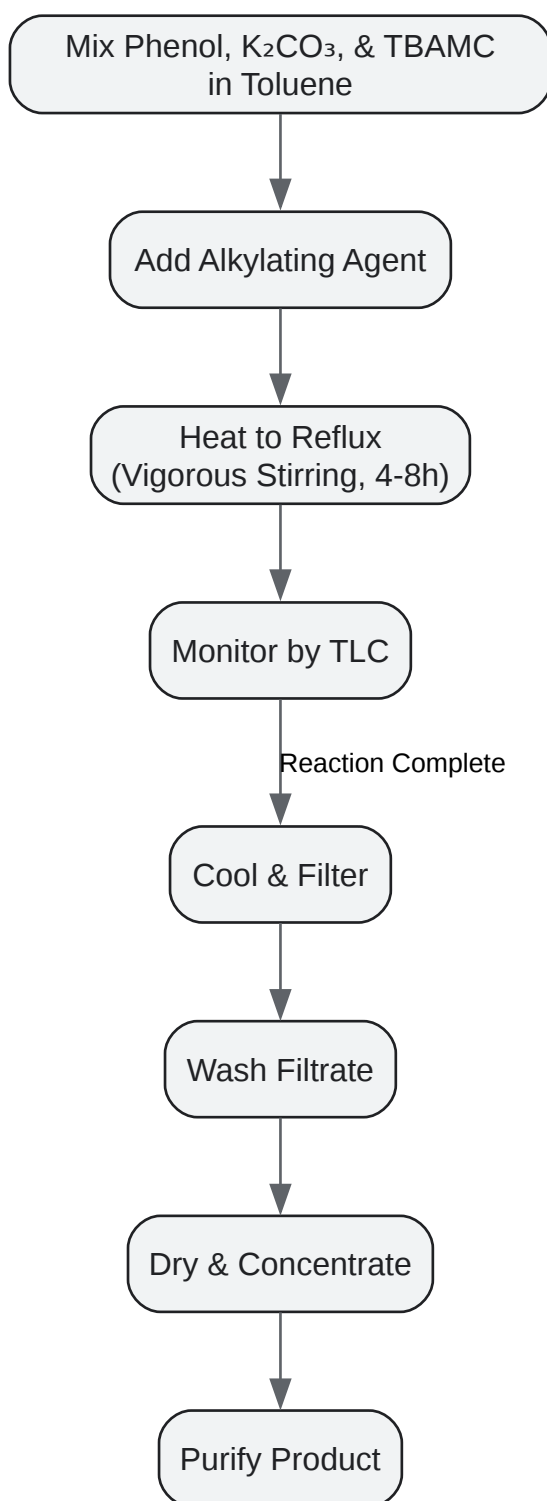 Mix Phenol, K₂CO₃, & TBAMC
in Toluene
Add Alkylating Agent
Heat to Reflux
(Vigorous Stirring, 4-8h)
Monitor by TLC
Reaction Complete
Cool & Filter
Wash Filtrate
Dry & Concentrate
Purify Product